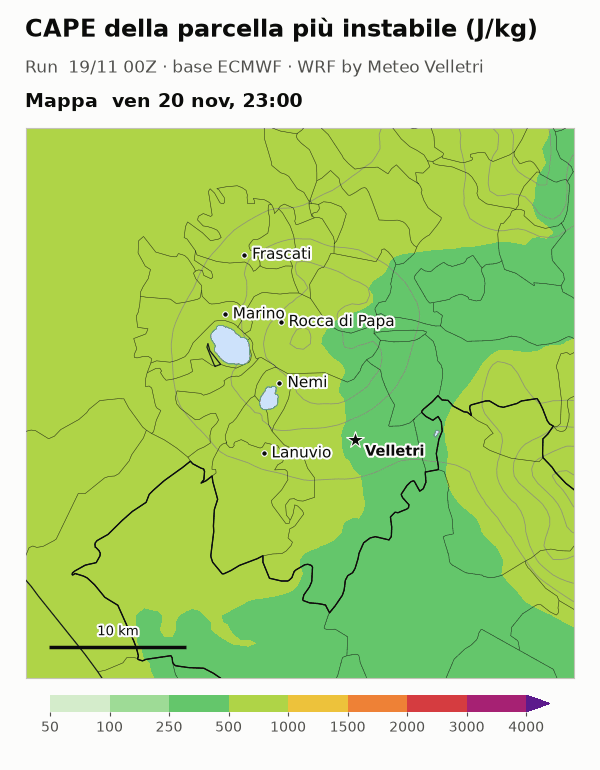 CAPE della parcella più instabile (J/kg)
Run  19/11 00Z · base ECMWF · WRF by Meteo Velletri
Mappa  ven 20 nov, 23:00
Frascati
Marino
Rocca di Papa
Nemi
Velletri
Lanuvio
10 km
50 100 250 500 1000 1500 2000 3000 4000